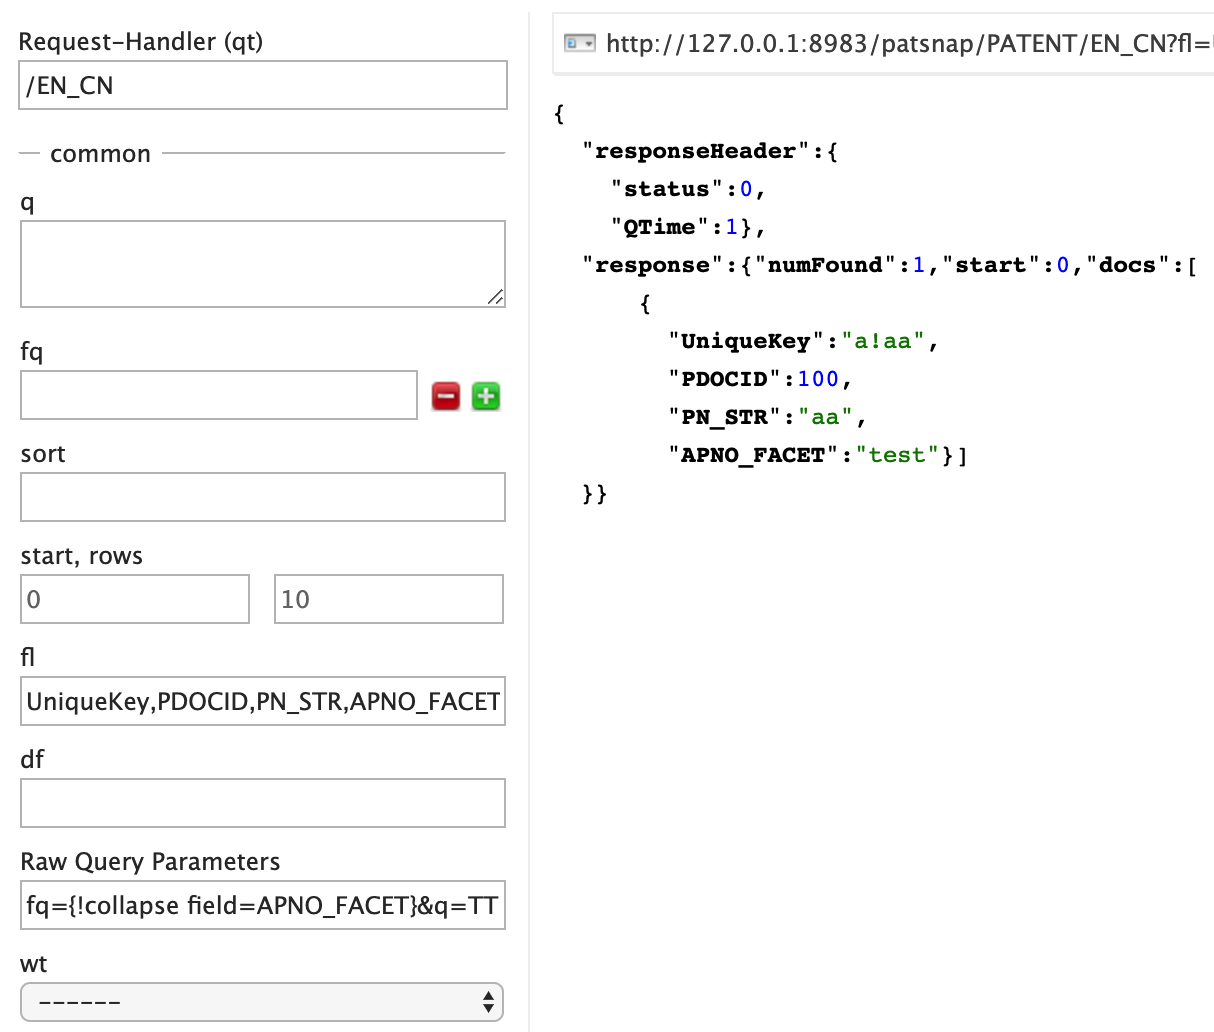 Request-Handler (qt)
/EN_CN
common
q
fq
sort
start, rows
0 10
fl
UniqueKey,PDOCID,PN_STR,APNO_FACET
df
Raw Query Parameters
fq={!collapse field=APNO_FACET}&q=TT
wt
------
http://127.0.0.1:8983/patsnap/PATENT/EN_CN?fl=
{
"responseHeader":{
"status":0,
"QTime":1},
"response":{"numFound":1,"start":0,"docs":[
{
"UniqueKey":"a!aa",
"PDOCID":100,
"PN_STR":"aa",
"APNO_FACET":"test"}]
}}